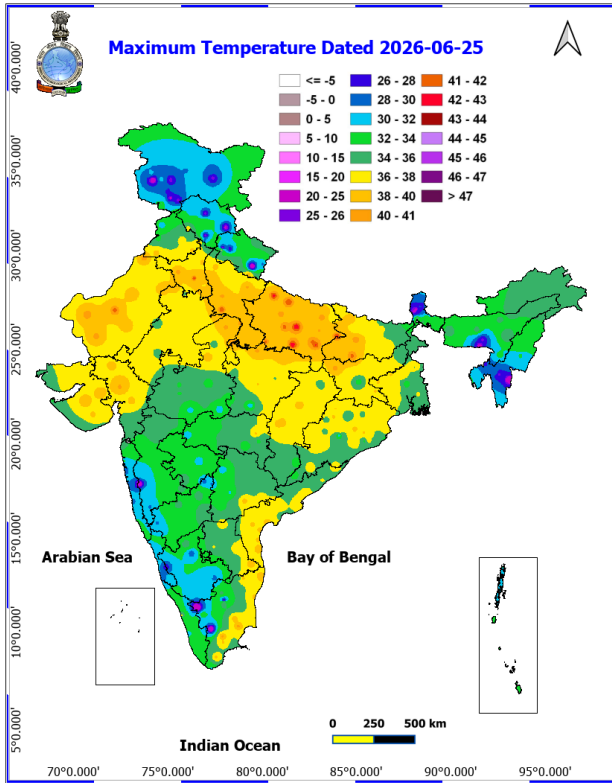 Maximum Temperature Dated 2026-06-25
<= -5
-5 - 0
0 - 5
5 - 10
10 - 15
15 - 20
20 - 25
25 - 26
26 - 28
28 - 30
30 - 32
32 - 34
34 - 36
36 - 38
38 - 40
40 - 41
41 - 42
42 - 43
43 - 44
44 - 45
45 - 46
46 - 47
> 47
40°0.000'
35°0.000'
30°0.000'
25°0.000'
20°0.000'
15°0.000'
10°0.000'
5°0.000'
Arabian Sea
Bay of Bengal
Indian Ocean
0 250 500 km
70°0.000' 75°0.000' 80°0.000' 85°0.000' 90°0.000' 95°0.000'